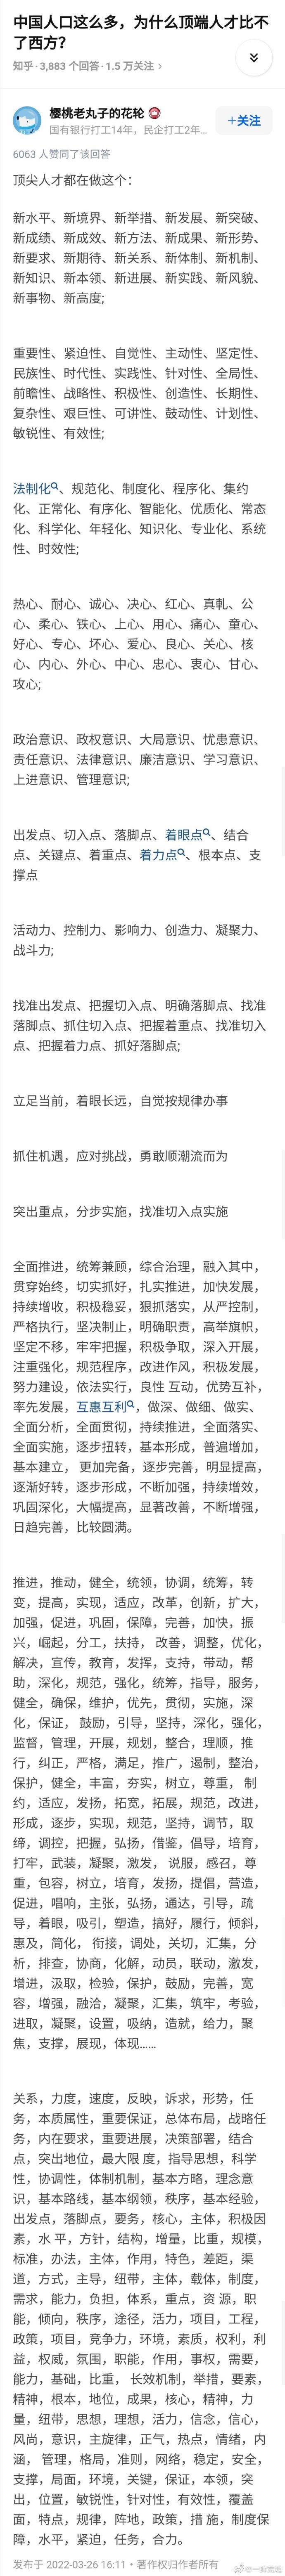 中国人口这么多，为什么顶端人才比不
了西方？
知乎·3,883 个回答·1.5 万关注 >
樱桃老丸子的花轮
国有银行打工14年，民企打工2年...
+关注
6063 人赞同了该回答
顶尖人才都在做这个：
新水平、新境界、新举措、新发展、新突破、
新成绩、新成效、新方法、新成果、新形势、
新要求、新期待、新关系、新体制、新机制、
新知识、新本领、新进展、新实践、新风貌、
新事物、新高度;
重要性、紧迫性、自觉性、主动性、坚定性、
民族性、时代性、实践性、针对性、全局性、
前瞻性、战略性、积极性、创造性、长期性、
复杂性、艰巨性、可讲性、鼓动性、计划性、
敏锐性、有效性;
法制化、规范化、制度化、程序化、集约
化、正常化、有序化、智能化、优质化、常态
化、科学化、年轻化、知识化、专业化、系统
性、时效性;
热心、耐心、诚心、决心、红心、真軋、公
心、柔心、铁心、上心、用心、痛心、童心、
好心、专心、坏心、爱心、良心、关心、核
心、内心、外心、中心、忠心、衷心、甘心、
攻心;
政治意识、政权意识、大局意识、忧患意识、
责任意识、法律意识、廉洁意识、学习意识、
上进意识、管理意识;
出发点、切入点、落脚点、着眼点、结合
点、关键点、着重点、着力点、根本点、支
撑点
活动力、控制力、影响力、创造力、凝聚力、
战斗力;
找准出发点、把握切入点、明确落脚点、找准
落脚点、抓住切入点、把握着重点、找准切入
点、把握着力点、抓好落脚点;
立足当前，着眼长远，自觉按规律办事
抓住机遇，应对挑战，勇敢顺潮流而为
突出重点，分步实施，找准切入点实施
全面推进，统筹兼顾，综合治理，融入其中，
贯穿始终，切实抓好，扎实推进，加快发展，
持续增收，积极稳妥，狠抓落实，从严控制，
严格执行，坚决制止，明确职责，高举旗帜，
坚定不移，牢牢把握，积极争取，深入开展，
注重强化，规范程序，改进作风，积极发展，
努力建设，依法实行，良性 互动，优势互补，
率先发展，互惠互利，做深、做细、做实、
全面分析，全面贯彻，持续推进，全面落实、
全面实施，逐步扭转，基本形成，普遍增加，
基本建立， 更加完备，逐步完善，明显提高，
逐渐好转，逐步形成，不断加强，持续增效，
巩固深化，大幅提高，显著改善，不断增强，
日趋完善，比较圆满。
推进，推动，健全，统领，协调，统筹，转
变，提高，实现，适应，改革，创新，扩大，
加强，促进，巩固，保障，完善，加快，振
兴，崛起，分工，扶持， 改善，调整，优化，
解决，宣传，教育，发挥，支持，带动，帮
助，深化，规范，强化，统筹，指导，服务，
健全，确保，维护，优先，贯彻，实施，深
化，保证， 鼓励，引导，坚持，深化，强化，
监督，管理，开展，规划，整合，理顺，推
行，纠正，严格，满足，推广，遏制，整治，
保护，健全，丰富，夯实，树立，尊重， 制
约，适应，发扬，拓宽，拓展，规范，改进，
形成，逐步，实现，规范，坚持，调节，取
缔，调控，把握，弘扬，借鉴，倡导，培育，
打牢，武装，凝聚，激发， 说服，感召，尊
重，包容，树立，培育，发扬，提倡，营造，
促进，唱响，主张，弘扬，通达，引导，疏
导，着眼，吸引，塑造，搞好，履行，倾斜，
惠及，简化， 衔接，调处，关切，汇集，分
析，排查，协商，化解，动员，联动，激发，
增进，汲取，检验，保护，鼓励，完善，宽
容，增强，融洽，凝聚，汇集，筑牢，考验，
进取，凝聚，设置，吸纳，造就，给力，聚
焦，支撑，展现，体现......
关系，力度，速度，反映，诉求，形势，任
务，本质属性，重要保证，总体布局，战略任
务，内在要求，重要进展，决策部署，结合
点，突出地位，最大限 度，指导思想，科学
性，协调性，体制机制，基本方略，理念意
识，基本路线，基本纲领，秩序，基本经验，
出发点，落脚点，要务，核心，主体，积极因
素，水 平，方针，结构，增量，比重，规模，
标准，办法，主体，作用，特色，差距，渠
道，方式，主导，纽带，主体，载体，制度，
需求，能力，负担，体系，重点，资 源，职
能，倾向，秩序，途径，活力，项目，工程，
政策，项目，竞争力，环境，素质，权利，利
益，权威，氛围，职能，作用，事权，需要，
能力，基础，比重， 长效机制，举措，要素，
精神，根本，地位，成果，核心，精神，力
量，纽带，思想，理想，活力，信念，信心，
风尚，意识，主旋律，正气，热点，情绪，内
涵， 管理，格局，准则，网络，稳定，安全，
支撑，局面，环境，关键，保证，本领，突
出，位置，敏锐性，针对性，有效性，覆盖
面，特点，规律，阵地，政策，措 施，制度保
障，水平，紧迫，任务，合力。
发布于 2022-03-26 16:11·著作权归作者所有